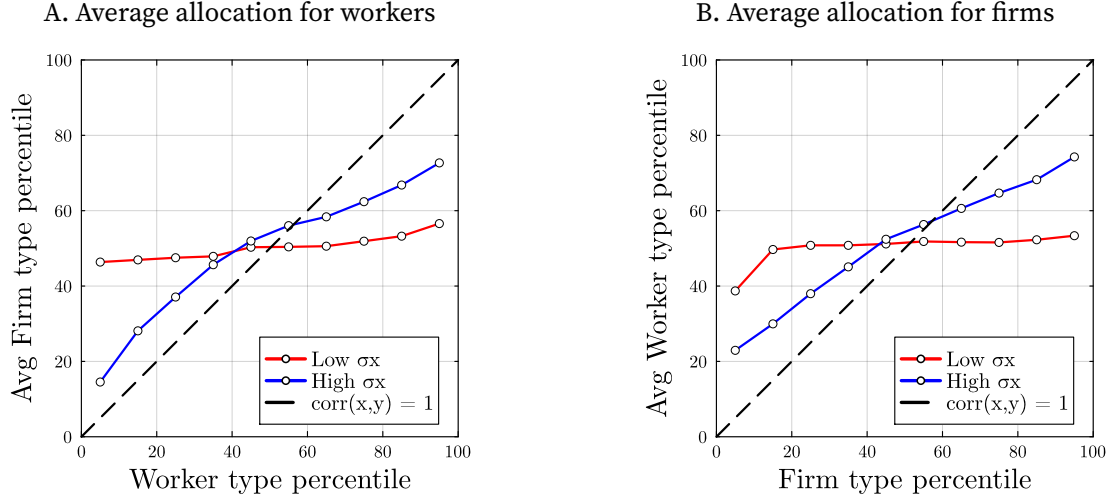 A. Average allocation for workers
100
80
60
40
20
0
Avg Firm type percentile
0 20 40 60 80 100
Worker type percentile
Low σx
High σx
corr(x,y) = 1
B. Average allocation for firms
100
80
60
40
20
0
Avg Worker type percentile
0 20 40 60 80 100
Firm type percentile
Low σx
High σx
corr(x,y) = 1